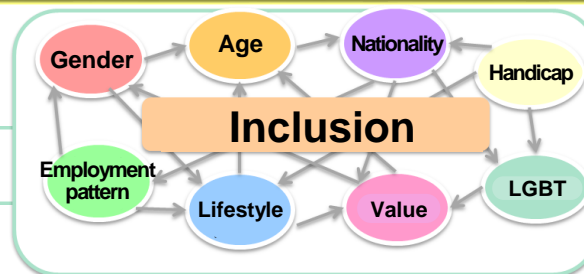 Gender
Age
Nationality
Handicap
Inclusion
Employment
pattern
Lifestyle
Value
LGBT